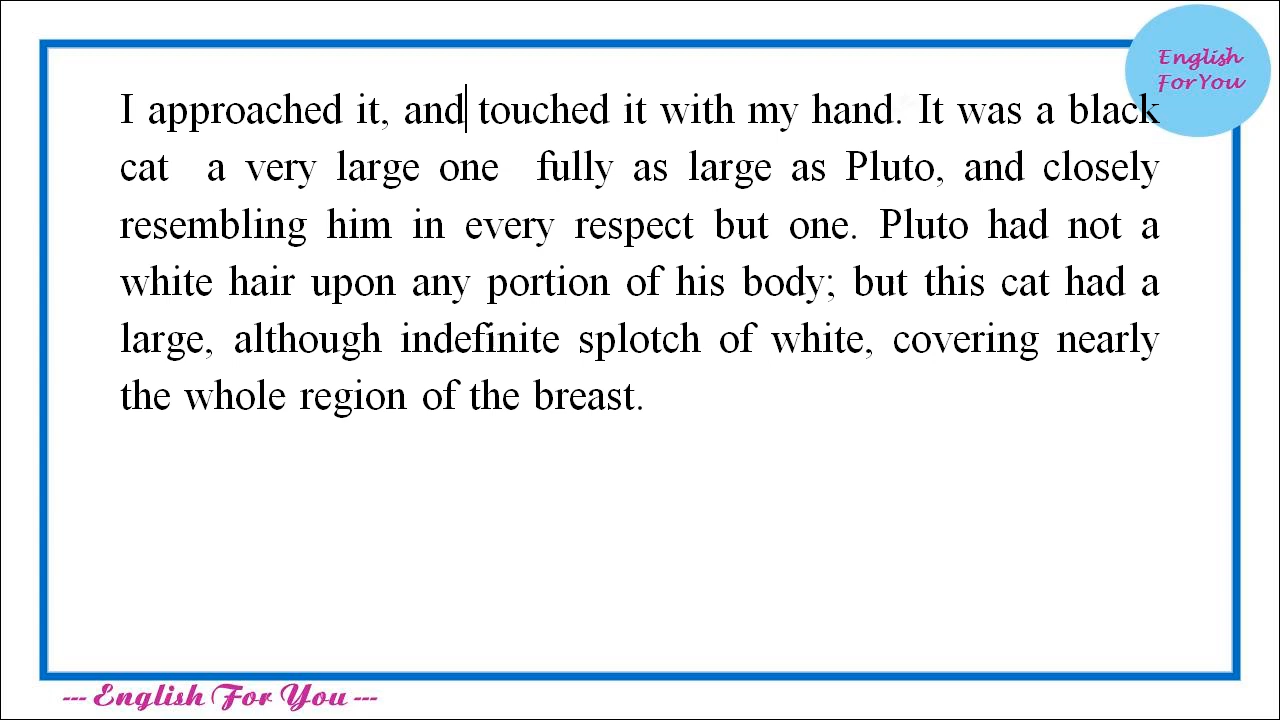 English
ForYou
I approached it, and touched it with my hand. It was a black
cat  a very large one  fully as large as Pluto, and closely
resembling him in every respect but one. Pluto had not a
white hair upon any portion of his body; but this cat had a
large, although indefinite splotch of white, covering nearly
the whole region of the breast.
--- English For You ---